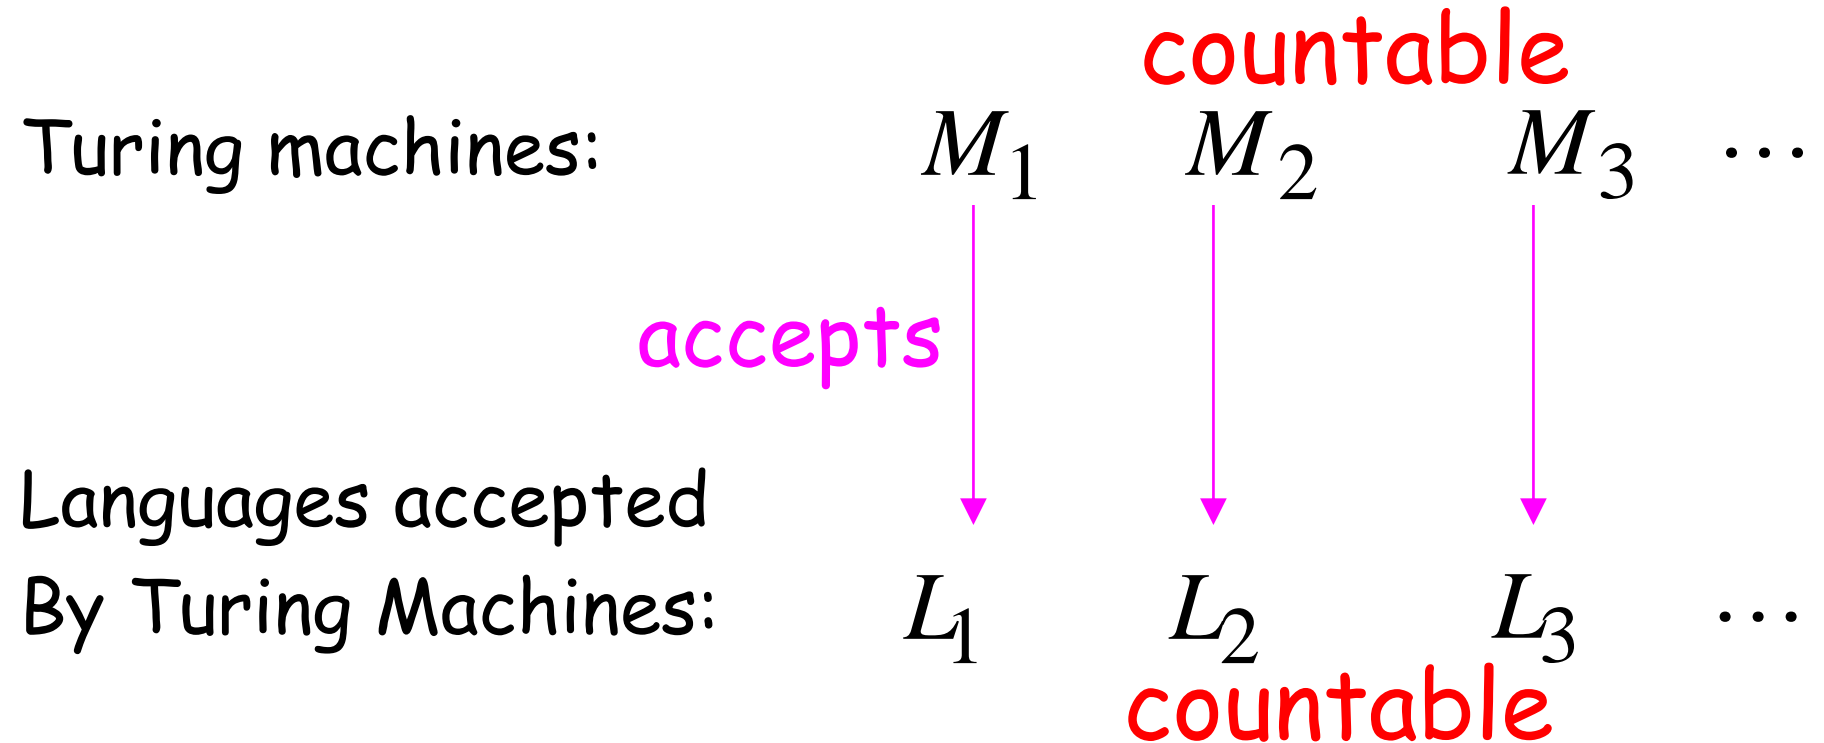 countable
Turing machines: M₁ M₂ M₃ ⋯
accepts
Languages accepted
By Turing Machines: L₁ L₂ L₃ ⋯
countable